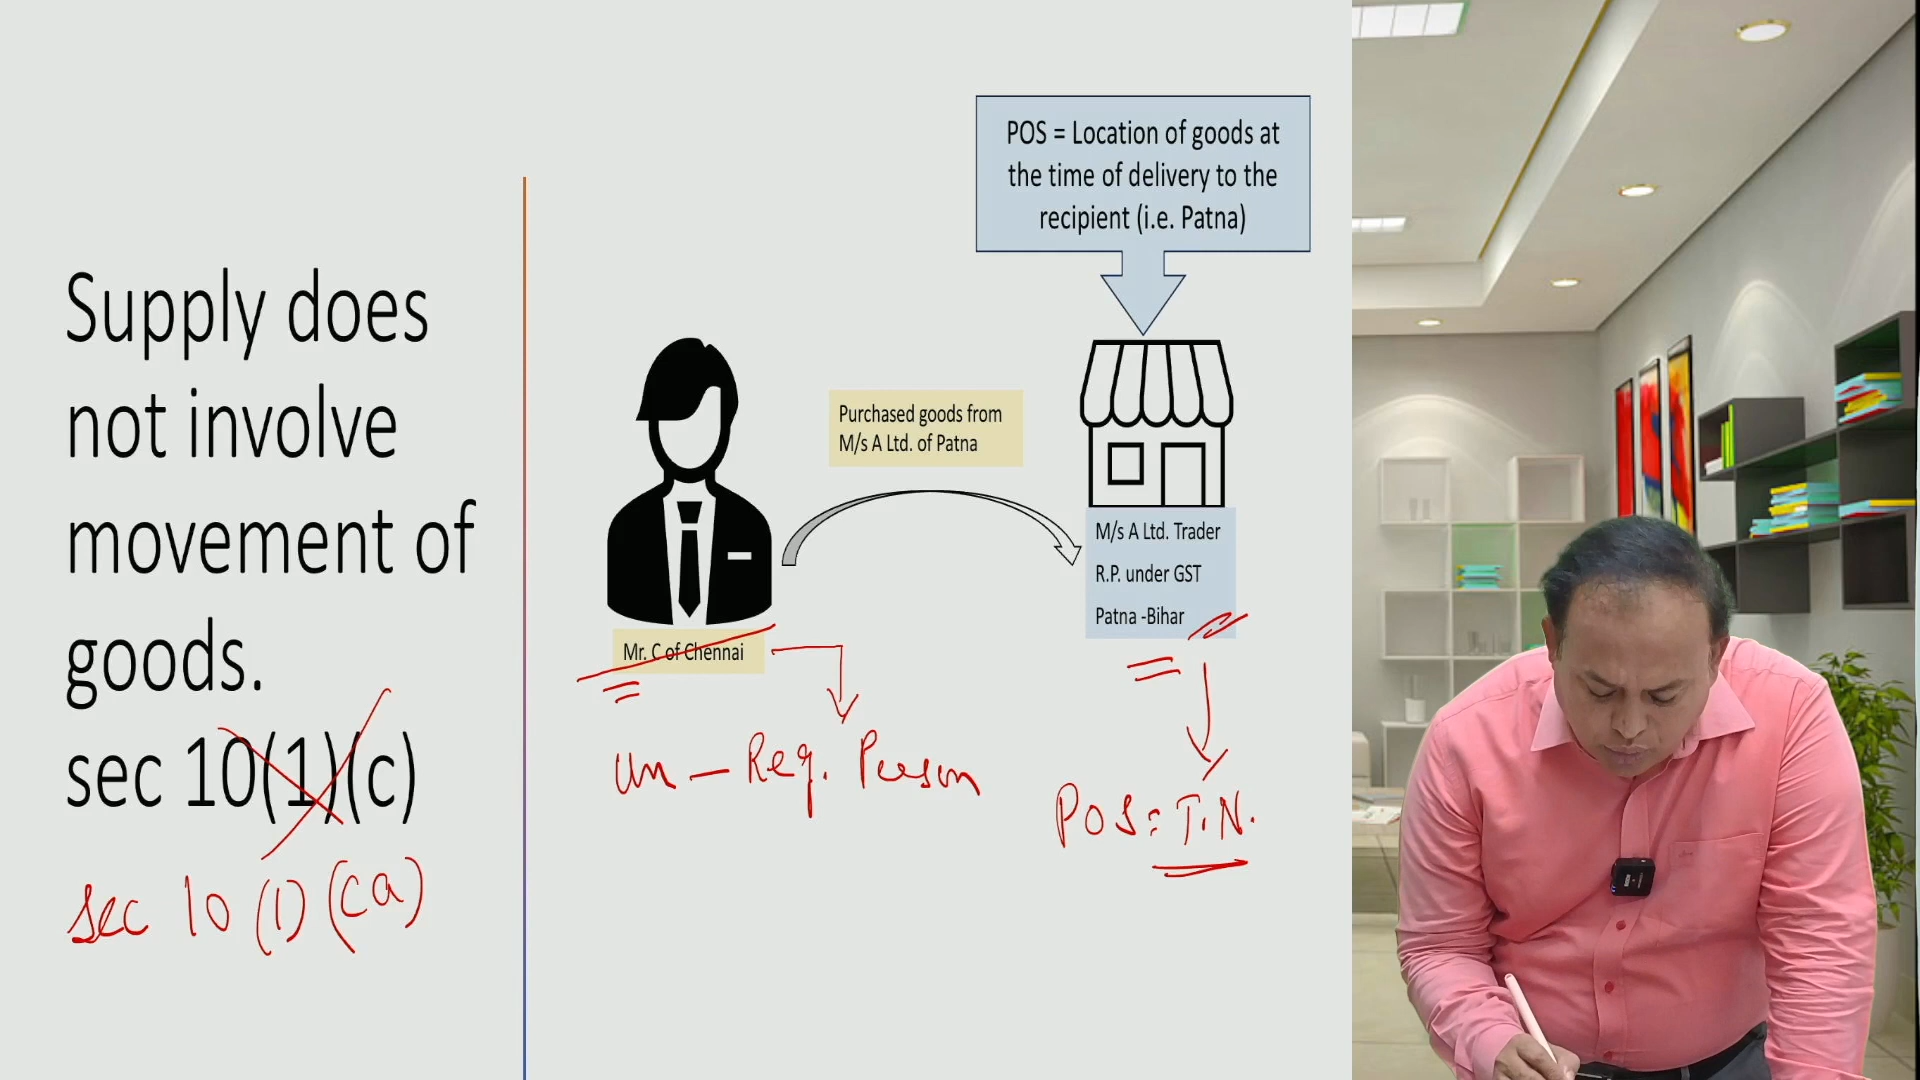 Supply does
not involve
movement of
goods.
sec 10(1)(c)
sec 10 (1) (ca)
POS = Location of goods at
the time of delivery to the
recipient (i.e. Patna)
Purchased goods from
M/s A Ltd. of Patna
M/s A Ltd. Trader
R.P. under GST
Patna -Bihar
Mr. C of Chennai
Un - Reg. Person
POS = T.N.